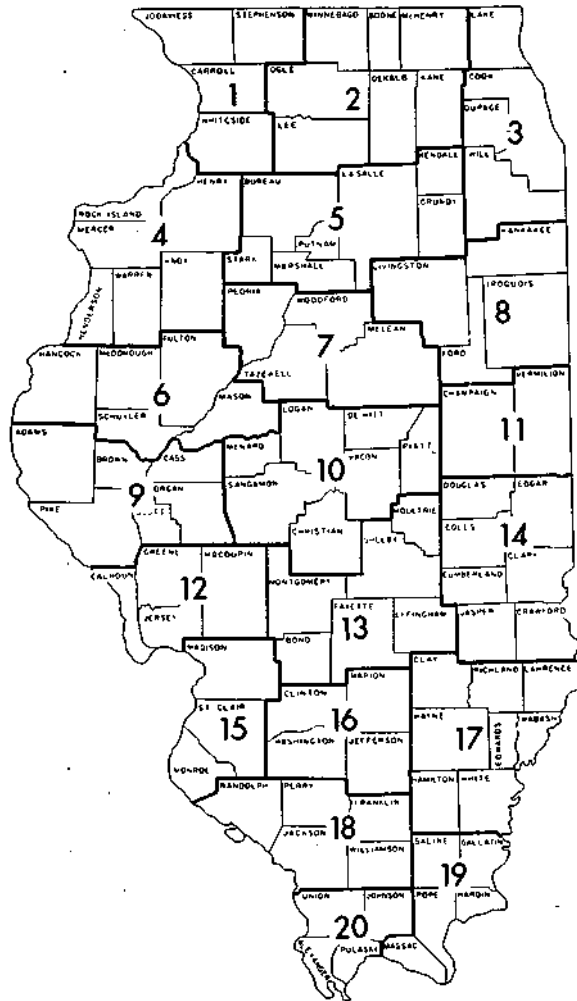 JODAVIESS STEPHENSON WINNEBAGO BOONE McHENRY LAKE
CARROLL OGLE DEKALB KANE COOK
1 2 DUPAGE
3
WHITESIDE LEE
KENDALL WILL
HENRY BUREAU LASALLE
GRUNDY
ROCK ISLAND 5
MERCER 4 PUTNAM KANKAKEE
WARREN KNOX STARK MARSHALL LIVINGSTON
HENDERSON PEORIA WOODFORD IROQUOIS
8
7 McLEAN
FULTON FORD
HANCOCK McDONOUGH VERMILION
6 TAZEWELL CHAMPAIGN
MASON
SCHUYLER LOGAN DE WITT
ADAMS 11
BROWN CASS MENARD PIATT
10
9 SANGAMON DOUGLAS EDGAR
PIKE MOULTRIE
CHRISTIAN COLLS 14
SHELBY
GREENE MACOUPIN CLARK
CALHOUN MONTGOMERY CUMBERLAND
12
FAYETTE EFFINGHAM JASPER CRAWFORD
JERSEY 13
MADISON BOND
CLAY RICHLAND LAWRENCE
CLINTON MARION
ST. CLAIR 16 WAYNE
15 17 EDWARDS WABASH
WASHINGTON JEFFERSON
MONROE
RANDOLPH PERRY HAMILTON WHITE
FRANKLIN
18
JACKSON SALINE GALLATIN
WILLIAMSON
19
UNION JOHNSON POPE HARDIN
20
ALEXANDER PULASKI MASSAC